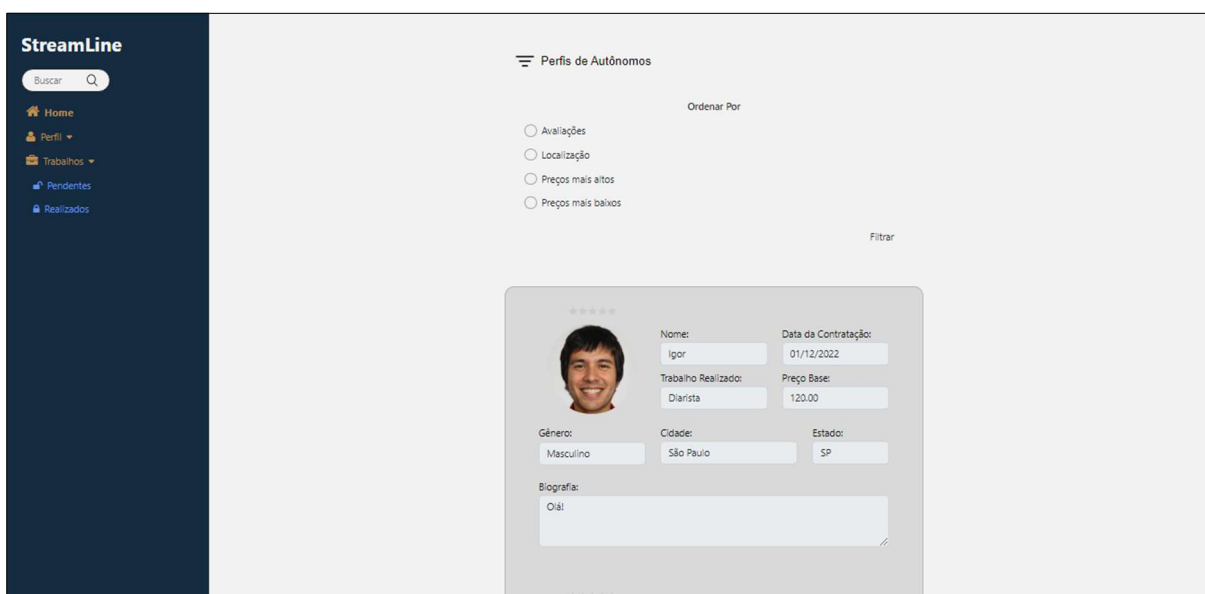 StreamLine
Buscar
Home
Perfil
Trabalhos
Pendentes
Realizados
Perfis de Autônomos
Ordenar Por
Avaliações
Localização
Preços mais altos
Preços mais baixos
Filtrar
Nome: Data da Contratação:
Igor 01/12/2022
Trabalho Realizado: Preço Base:
Diarista 120.00
Gênero: Cidade: Estado:
Masculino São Paulo SP
Biografia:
Olá!